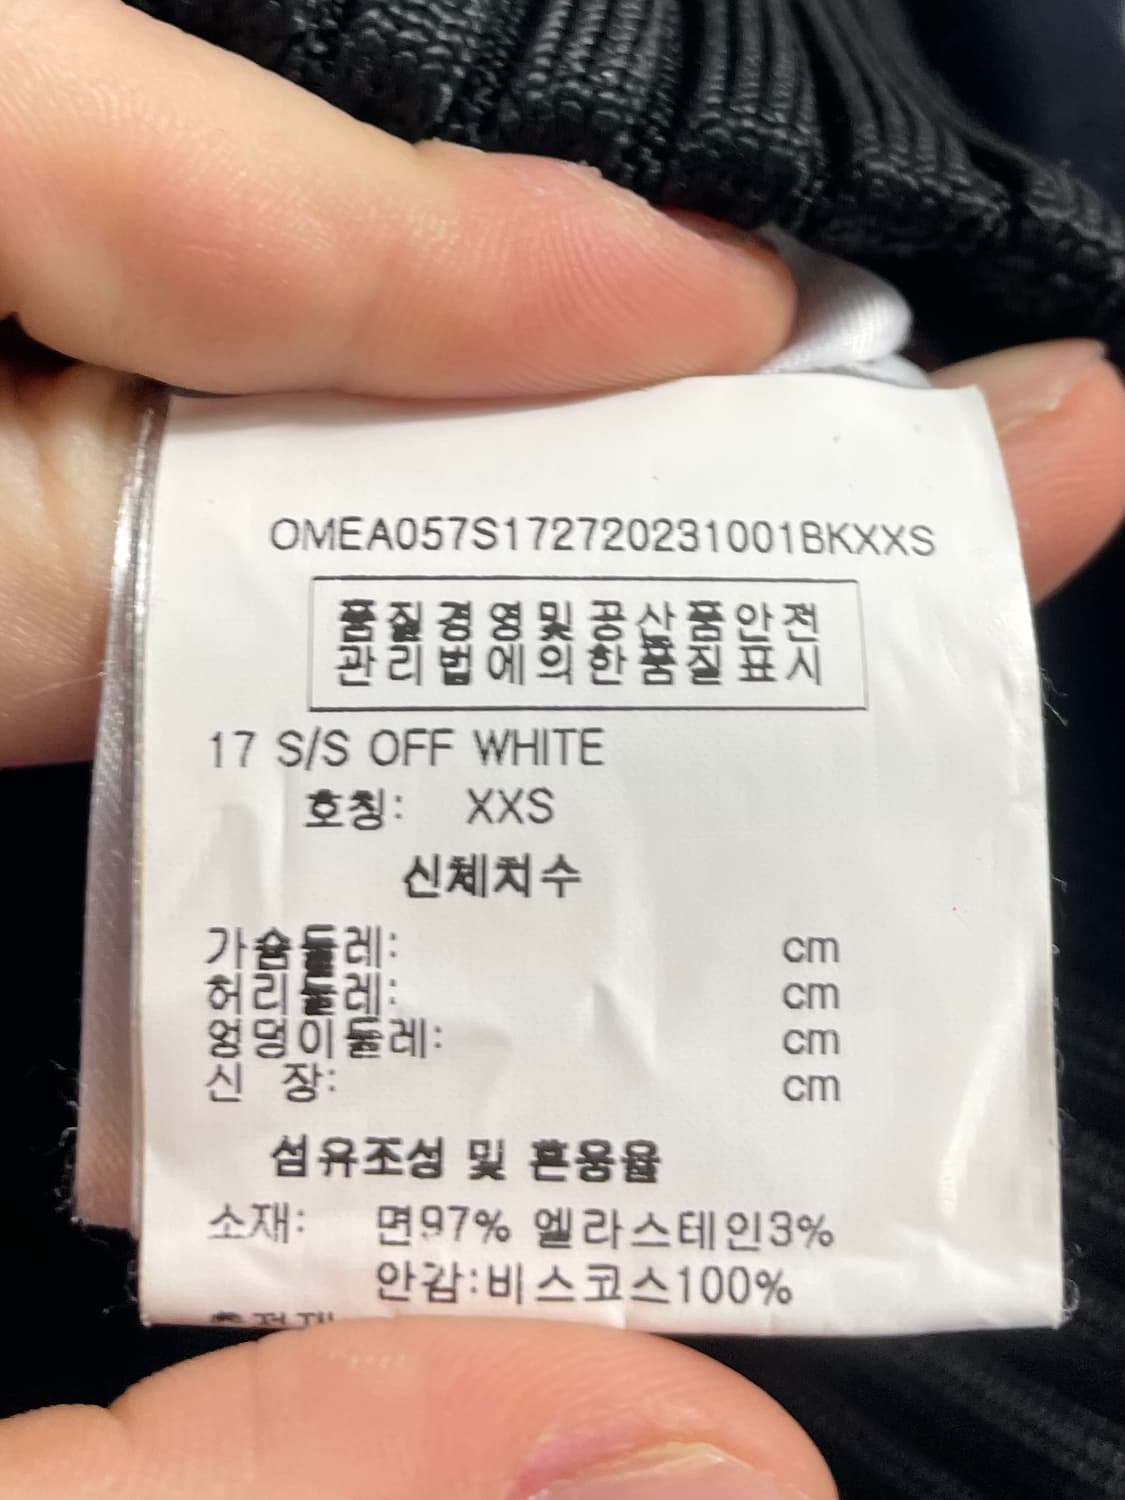 OMEA057S172720231001BKXXS
품질경영및공산품안전
관리법에의한품질표시
17 S/S OFF WHITE
호칭: XXS
신체치수
가슴둘레: cm
허리둘레: cm
엉덩이둘레: cm
신 장: cm
섬유조성 및 혼용율
소재: 면97% 엘라스테인3%
안감:비스코스100%